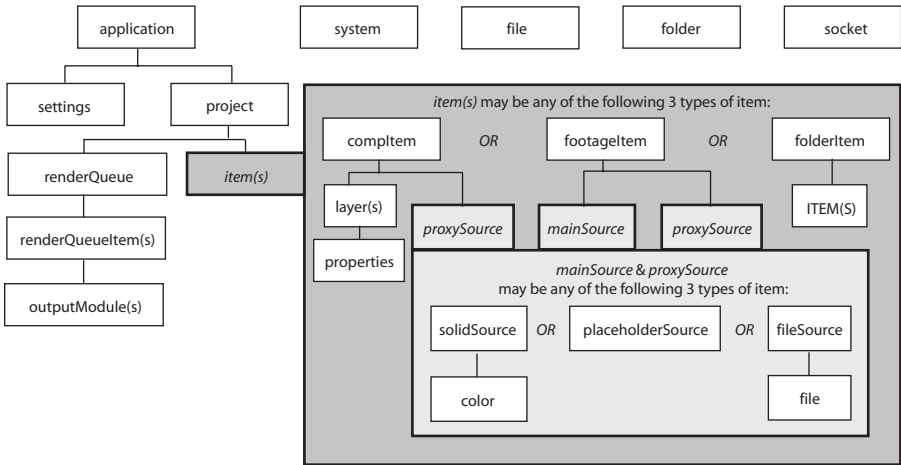 application
system
file
folder
socket
settings
project
item(s) may be any of the following 3 types of item:
compItem
OR
footageItem
OR
folderItem
renderQueue
item(s)
layer(s)
proxySource
mainSource
proxySource
ITEM(S)
renderQueueItem(s)
properties
mainSource & proxySource
may be any of the following 3 types of item:
outputModule(s)
solidSource
OR
placeholderSource
OR
fileSource
color
file